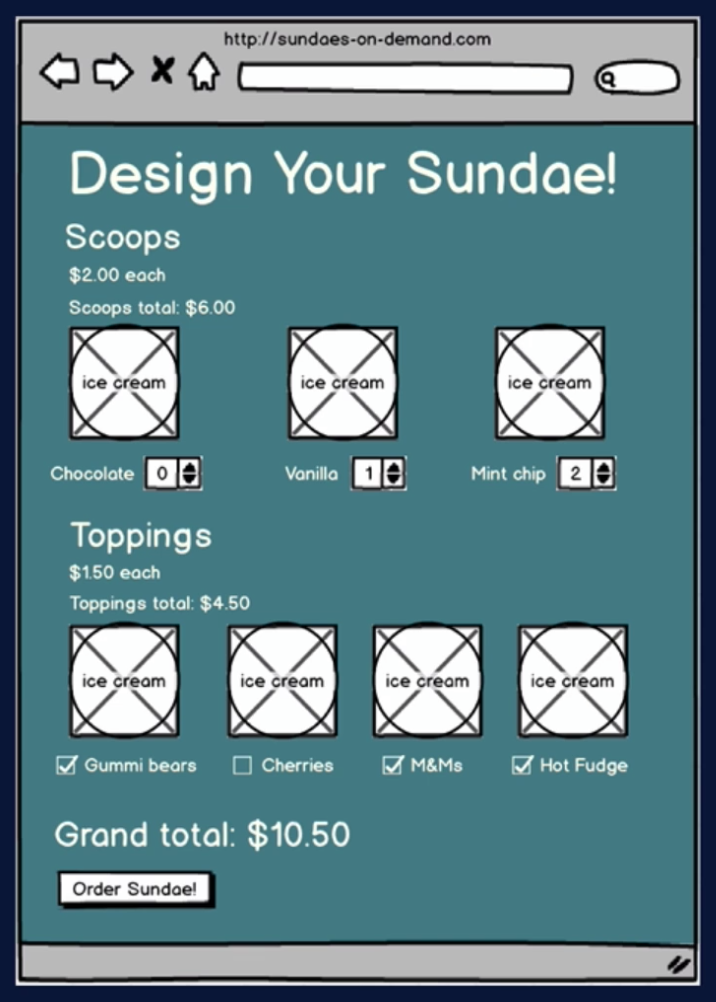 http://sundaes-on-demand.com
Design Your Sundae!
Scoops
$2.00 each
Scoops total: $6.00
ice cream ice cream ice cream
Chocolate 0 Vanilla 1 Mint chip 2
Toppings
$1.50 each
Toppings total: $4.50
ice cream ice cream ice cream ice cream
Gummi bears Cherries M&Ms Hot Fudge
Grand total: $10.50
Order Sundae!